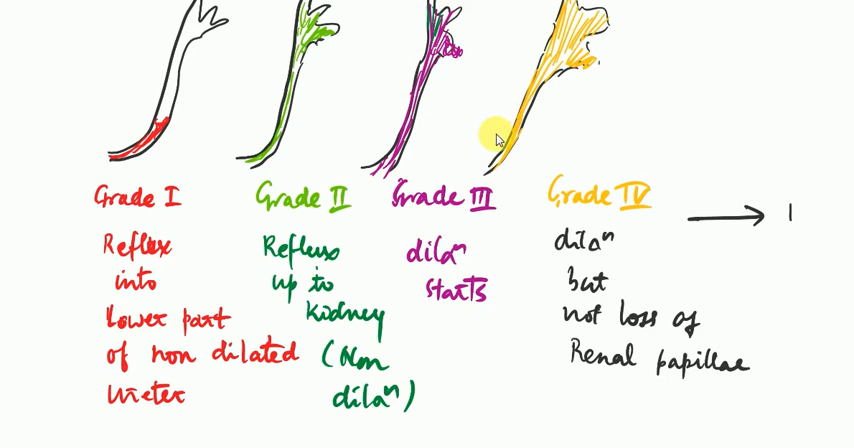 Grade I
Reflux
into
Lower part
of non dilated
Ureter
Grade II
Reflux
up to
Kidney
(Non
dilaⁿ)
Grade III
dilaⁿ
starts
Grade IV
dilaⁿ
but
not loss of
Renal papillae